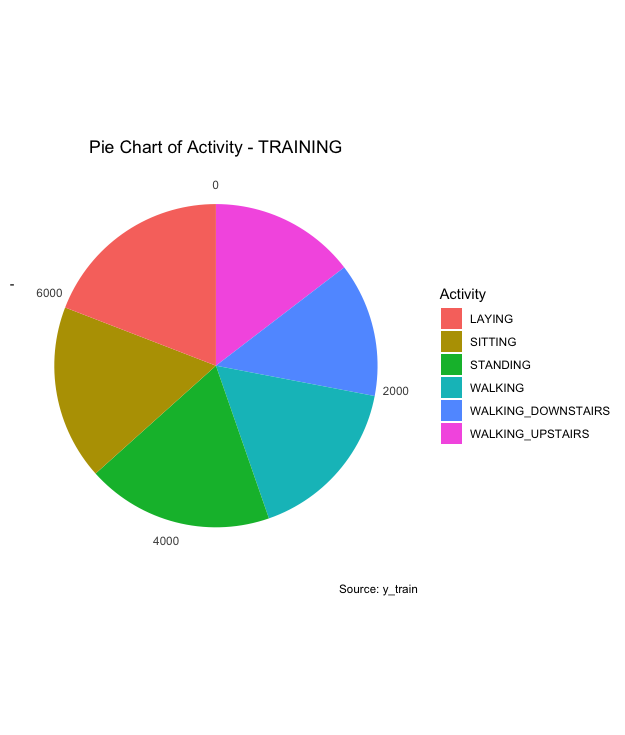 Pie Chart of Activity - TRAINING
0
-
6000
2000
4000
Activity
LAYING
SITTING
STANDING
WALKING
WALKING_DOWNSTAIRS
WALKING_UPSTAIRS
Source: y_train